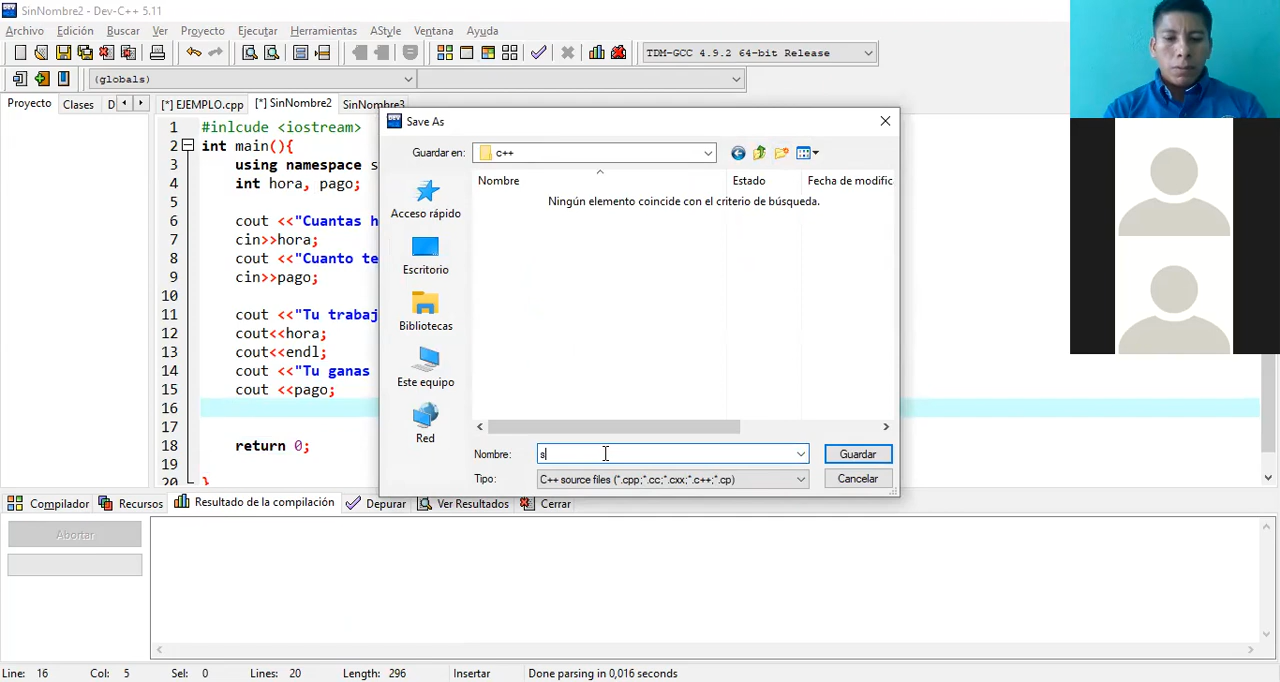 SinNombre2 - Dev-C++ 5.11
Archivo Edición Buscar Ver Proyecto Ejecutar Herramientas AStyle Ventana Ayuda
TDM-GCC 4.9.2 64-bit Release
(globals)
Proyecto Clases D [*] EJEMPLO.cpp [*] SinNombre2 SinNombre3
1 #inlcude <iostream>
2 int main(){
3 using namespace s
4 int hora, pago;
5
6 cout <<"Cuantas h
7 cin>>hora;
8 cout <<"Cuanto te
9 cin>>pago;
10
11 cout <<"Tu trabaj
12 cout<<hora;
13 cout<<endl;
14 cout <<"Tu ganas
15 cout <<pago;
16
17
18 return 0;
19
20 }
Save As
Guardar en: c++
Nombre Estado Fecha de modific
Ningún elemento coincide con el criterio de búsqueda.
Acceso rápido
Escritorio
Bibliotecas
Este equipo
Red
Nombre: s Guardar
Tipo: C++ source files (*.cpp;*.cc;*.cxx;*.c++;*.cp) Cancelar
Compilador Recursos Resultado de la compilación Depurar Ver Resultados Cerrar
Abortar
Line: 16 Col: 5 Sel: 0 Lines: 20 Length: 296 Insertar Done parsing in 0,016 seconds